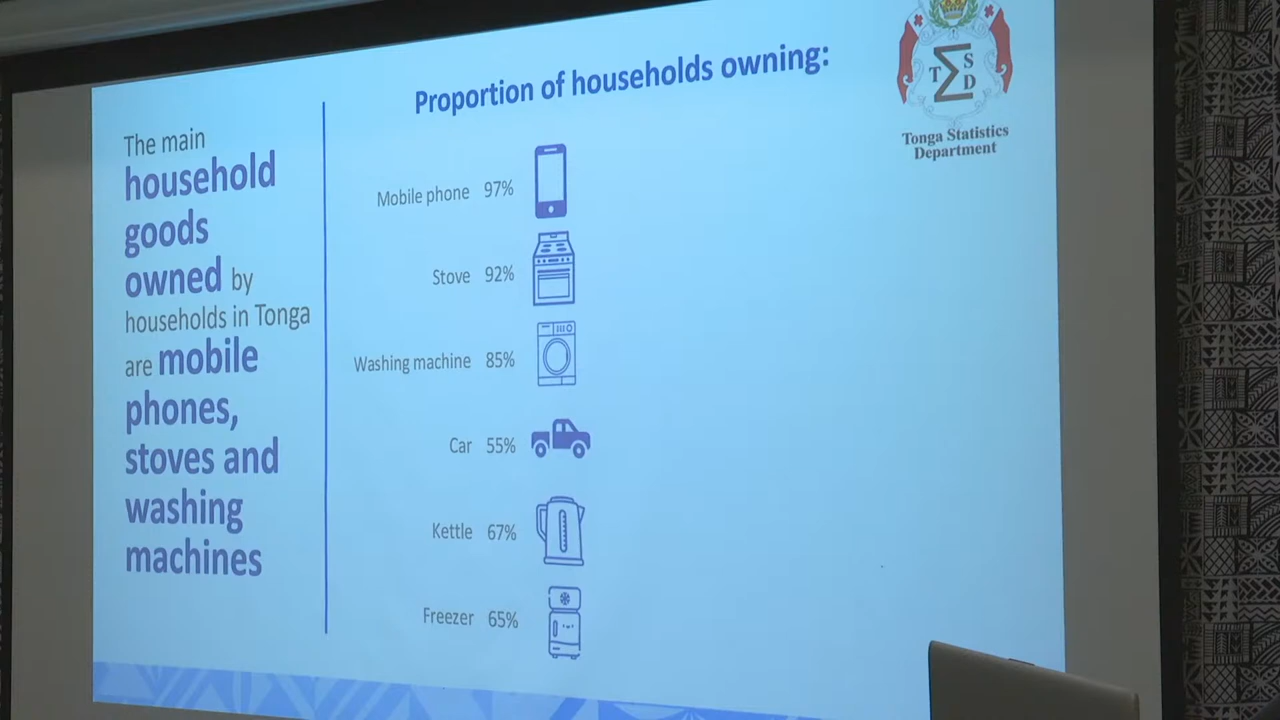 The main
household
goods
owned by
households in Tonga
are mobile
phones,
stoves and
washing
machines
Proportion of households owning:
Mobile phone 97%
Stove 92%
Washing machine 85%
Car 55%
Kettle 67%
Freezer 65%
T S
D
Tonga Statistics
Department